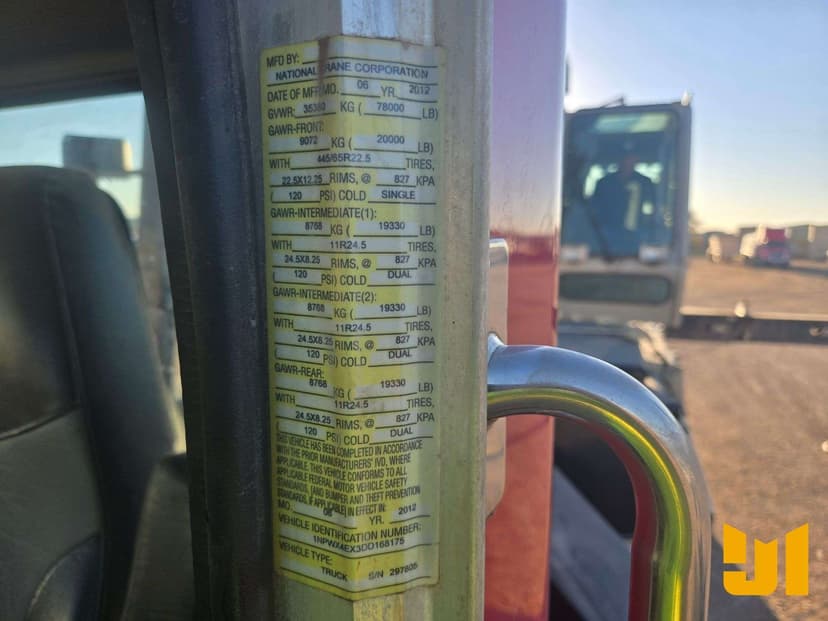 MFD BY:
NATIONAL CRANE CORPORATION
DATE OF MFR MO. 06 YR. 2012
GVWR: 35380 KG ( 78000 LB)
GAWR-FRONT:
9072 KG ( 20000 LB)
WITH 445/65R22.5 TIRES,
22.5X12.25 RIMS, @ 827 KPA
( 120 PSI) COLD SINGLE
GAWR-INTERMEDIATE(1):
8768 KG ( 19330 LB)
WITH 11R24.5 TIRES,
24.5X8.25 RIMS, @ 827 KPA
( 120 PSI) COLD DUAL
GAWR-INTERMEDIATE(2):
8768 KG ( 19330 LB)
WITH 11R24.5 TIRES,
24.5X8.25 RIMS, @ 827 KPA
( 120 PSI) COLD DUAL
GAWR-REAR:
8768 KG ( 19330 LB)
WITH 11R24.5 TIRES,
24.5X8.25 RIMS, @ 827 KPA
( 120 PSI) COLD DUAL
THIS VEHICLE HAS BEEN COMPLETED IN ACCORDANCE
WITH THE PRIOR MANUFACTURERS' IVD, WHERE
APPLICABLE. THIS VEHICLE CONFORMS TO ALL
APPLICABLE FEDERAL MOTOR VEHICLE SAFETY
STANDARDS, [AND BUMPER AND THEFT PREVENTION
STANDARDS, IF APPLICABLE] IN EFFECT IN:
MO. 06 YR. 2012
VEHICLE IDENTIFICATION NUMBER:
1NPWX4EX3DD168175
VEHICLE TYPE:
TRUCK S/N 297805